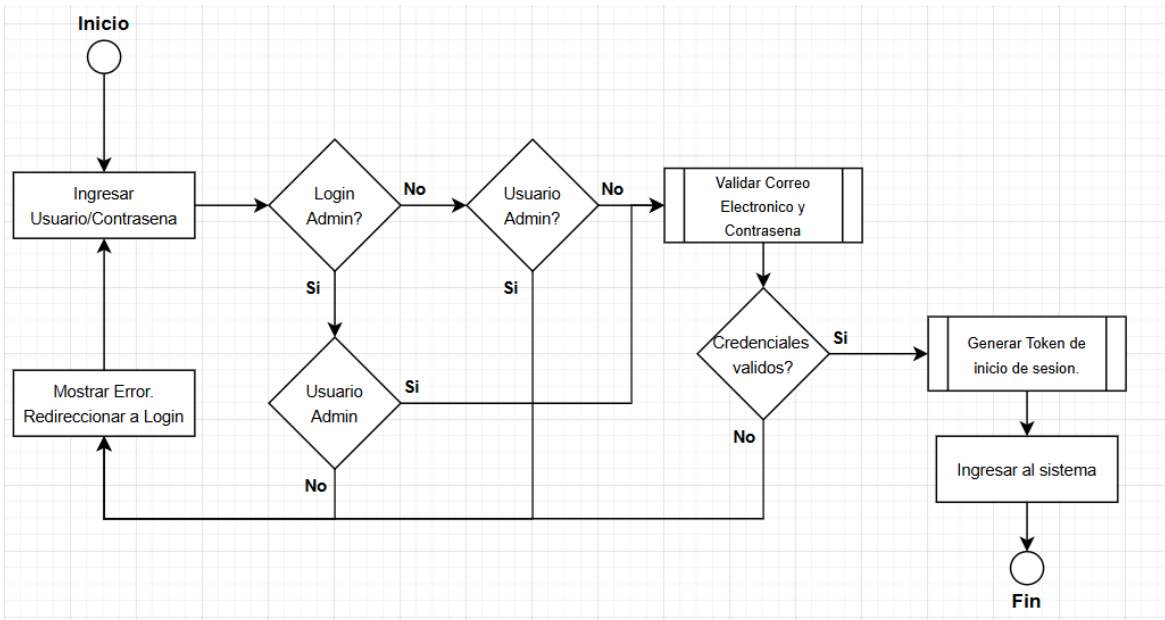 Inicio
Ingresar
Usuario/Contrasena
Login
Admin?
No
Usuario
Admin?
No
Validar Correo
Electronico y
Contrasena
Si
Si
Usuario
Admin
Si
No
Credenciales
validos?
Si
No
Generar Token de
inicio de sesion.
Mostrar Error.
Redireccionar a Login
Ingresar al sistema
Fin